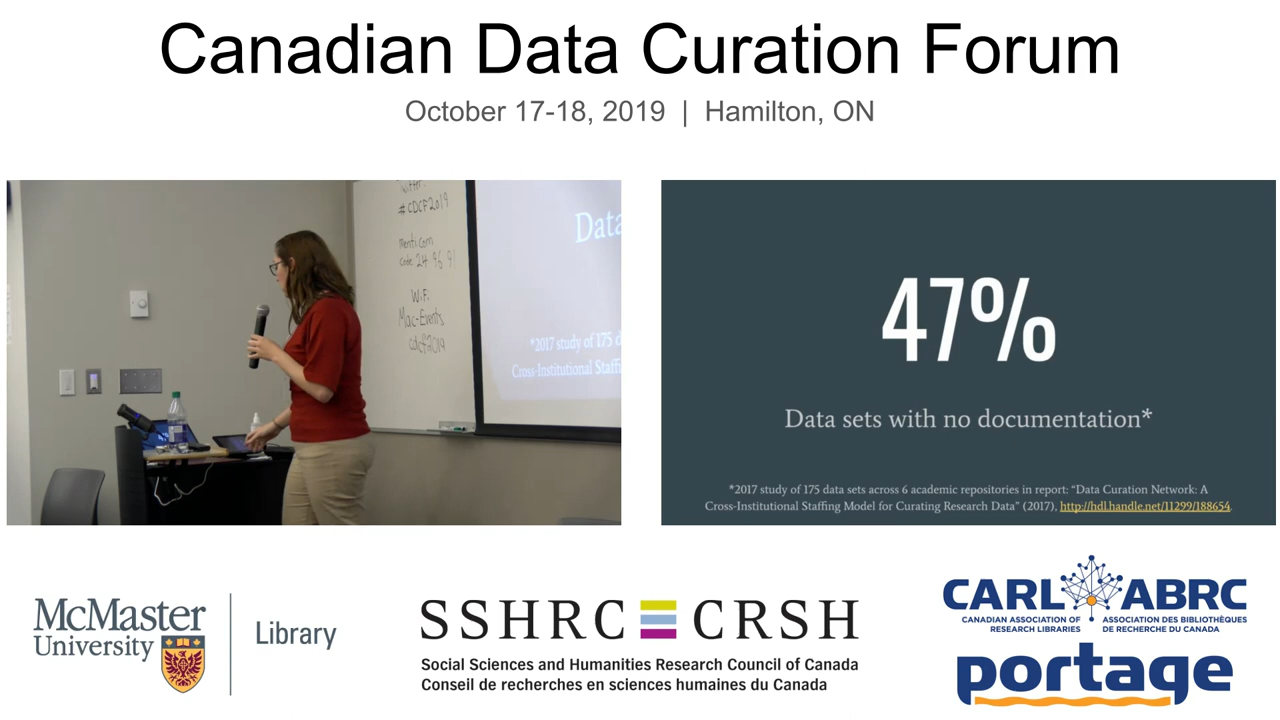 Canadian Data Curation Forum
October 17-18, 2019 | Hamilton, ON
#CDCF2019
menti.com
Code 24 96 91
WiFi:
Mac-Events
cdcf2019
Data
*2017 study of 175 d
Cross-Institutional Staffi
47%
Data sets with no documentation*
*2017 study of 175 data sets across 6 academic repositories in report: “Data Curation Network: A
Cross-Institutional Staffing Model for Curating Research Data” (2017), http://hdl.handle.net/11299/188654.
McMaster
University
Library
SSHRC CRSH
Social Sciences and Humanities Research Council of Canada
Conseil de recherches en sciences humaines du Canada
CARL ABRC
CANADIAN ASSOCIATION OF
RESEARCH LIBRARIES
ASSOCIATION DES BIBLIOTHÈQUES
DE RECHERCHE DU CANADA
portage